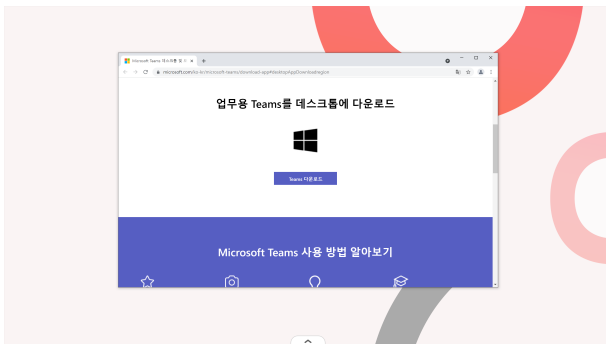 Microsoft Teams 데스크톱 및 모
microsoft.com/ko-kr/microsoft-teams/download-app#desktopAppDownloadregion
업무용 Teams를 데스크톱에 다운로드
Teams 다운로드
Microsoft Teams 사용 방법 알아보기